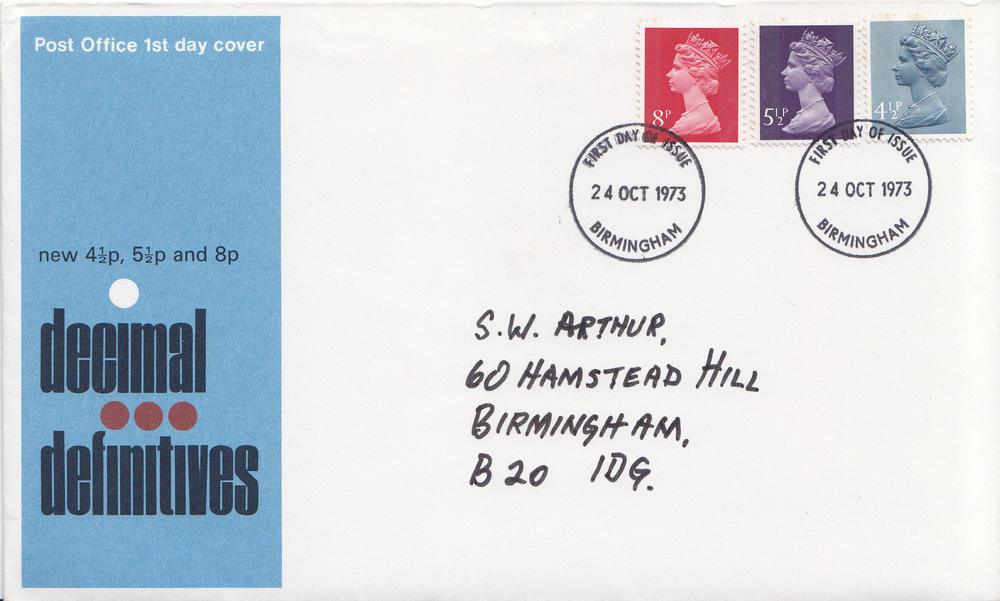 Post Office 1st day cover
new 4½p, 5½p and 8p
decimal
definitives
8P
5½P
4½P
FIRST DAY OF ISSUE
24 OCT 1973
BIRMINGHAM
FIRST DAY OF ISSUE
24 OCT 1973
BIRMINGHAM
S.W. ARTHUR,
60 HAMSTEAD HILL
BIRMINGHAM,
B20 1DG.